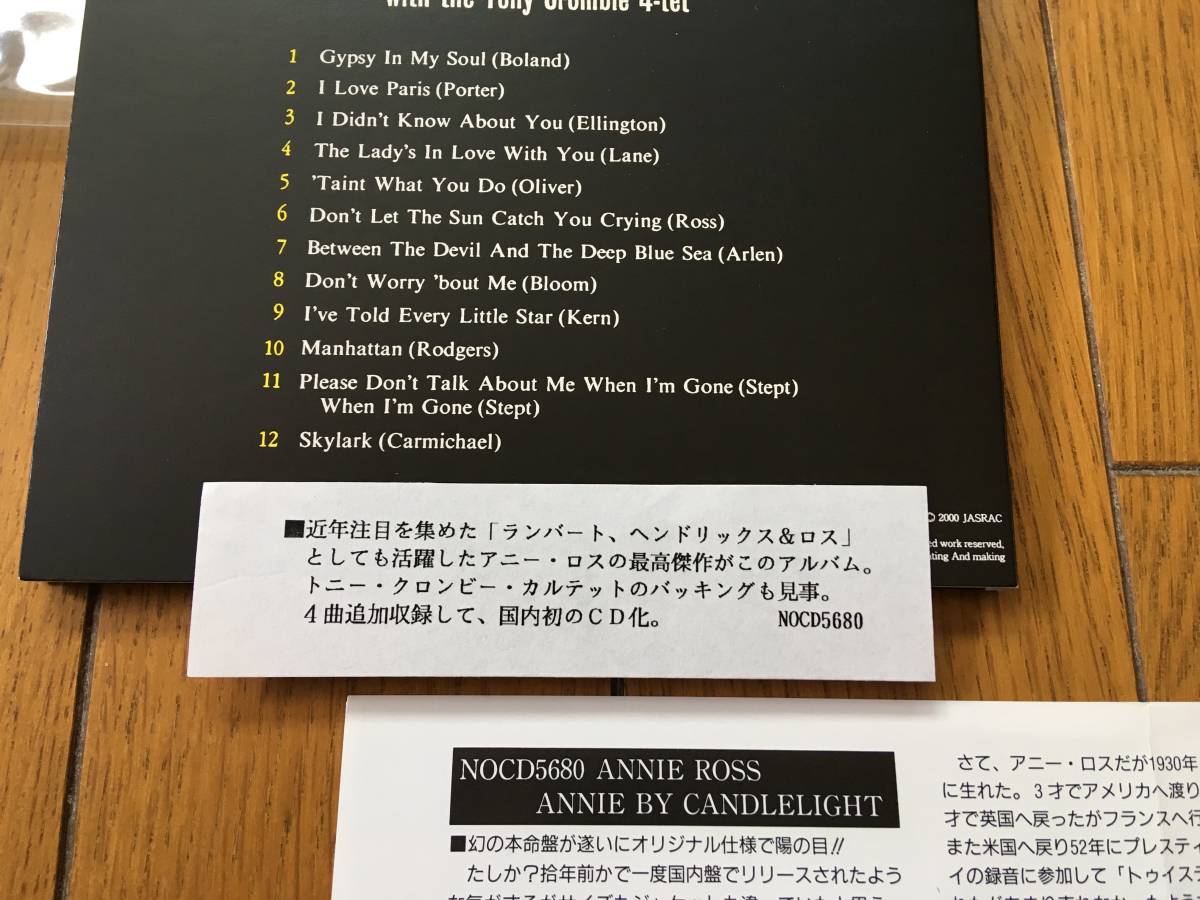 with the Tony Crombie 4-tet
1 Gypsy In My Soul (Boland)
2 I Love Paris (Porter)
3 I Didn't Know About You (Ellington)
4 The Lady's In Love With You (Lane)
5 'Taint What You Do (Oliver)
6 Don't Let The Sun Catch You Crying (Ross)
7 Between The Devil And The Deep Blue Sea (Arlen)
8 Don't Worry 'bout Me (Bloom)
9 I've Told Every Little Star (Kern)
10 Manhattan (Rodgers)
11 Please Don't Talk About Me When I'm Gone (Stept)
When I'm Gone (Stept)
12 Skylark (Carmichael)
© 2000 JASRAC
ed work reserved,
ting And making
■近年注目を集めた「ランバート、ヘンドリックス&ロス」
としても活躍したアニー・ロスの最高傑作がこのアルバム。
トニー・クロンビー・カルテットのバッキングも見事。
4曲追加収録して、国内初のCD化。 NOCD5680
NOCD5680 ANNIE ROSS
ANNIE BY CANDLELIGHT
■幻の本命盤が遂にオリジナル仕様で陽の目!!
たしか?拾年前かで一度国内盤でリリースされたよう
さて、アニー・ロスだが1930年
に生れた。3才でアメリカへ渡り
才で英国へ戻ったがフランスへ行
また米国へ戻り52年にプレスティ
イの録音に参加して「トゥイステ